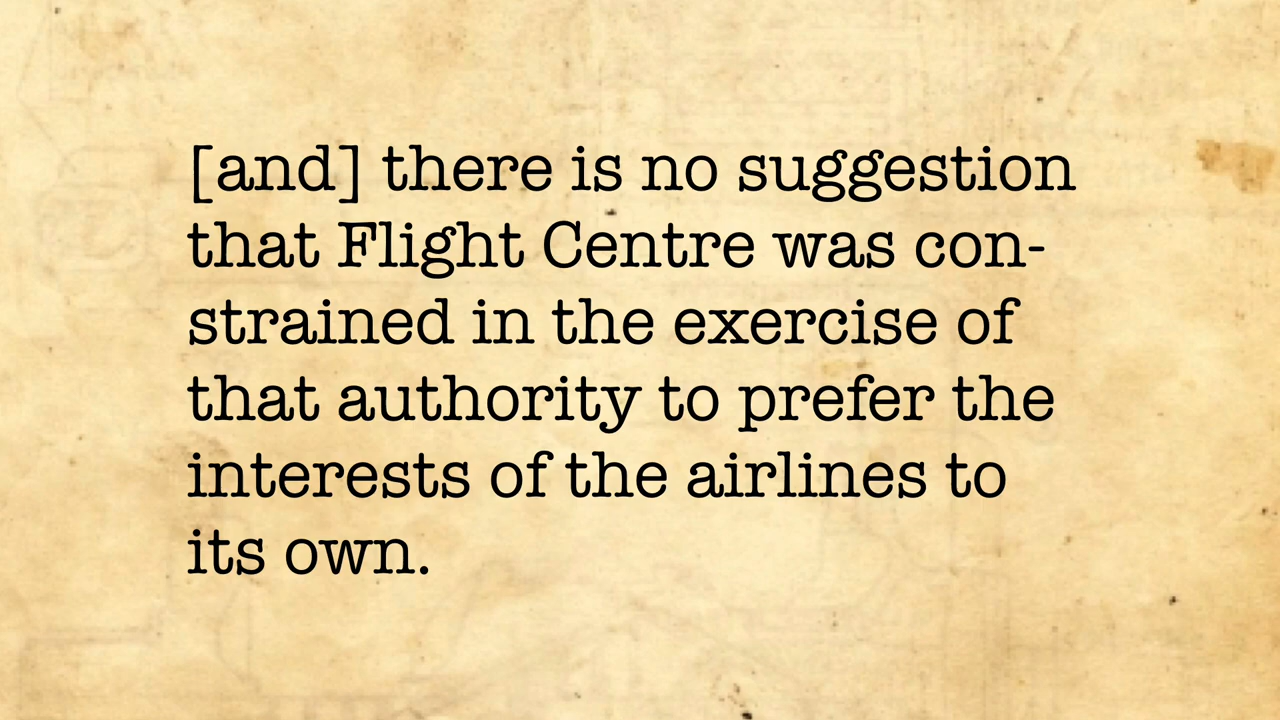 [and] there is no suggestion
that Flight Centre was con-
strained in the exercise of
that authority to prefer the
interests of the airlines to
its own.